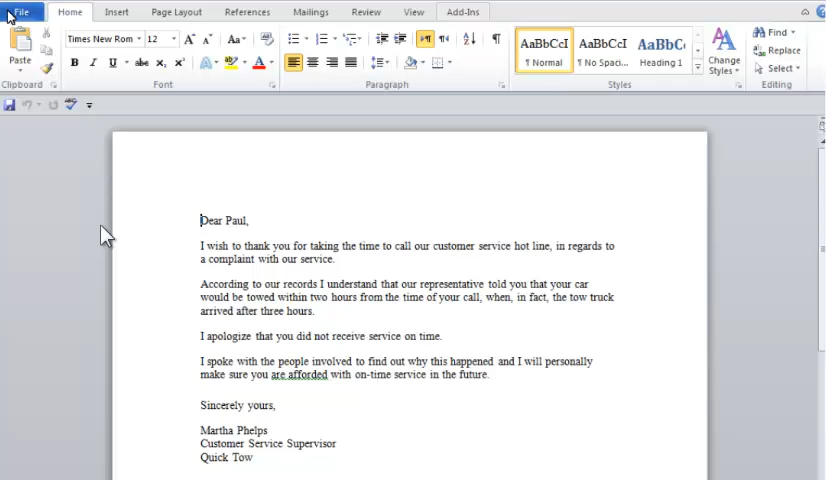 File Home Insert Page Layout References Mailings Review View Add-Ins
Times New Rom 12 Aa AaBbCcI AaBbCcI AaBbC A Find
Paste Replace
B I U abc x₂ x² A ab A ¶ Normal ¶ No Spaci... Heading 1 Change Styles Select
Clipboard Font Paragraph Styles Editing
Dear Paul,
I wish to thank you for taking the time to call our customer service hot line, in regards to
a complaint with our service.
According to our records I understand that our representative told you that your car
would be towed within two hours from the time of your call, when, in fact, the tow truck
arrived after three hours.
I apologize that you did not receive service on time.
I spoke with the people involved to find out why this happened and I will personally
make sure you are afforded with on-time service in the future.
Sincerely yours,
Martha Phelps
Customer Service Supervisor
Quick Tow